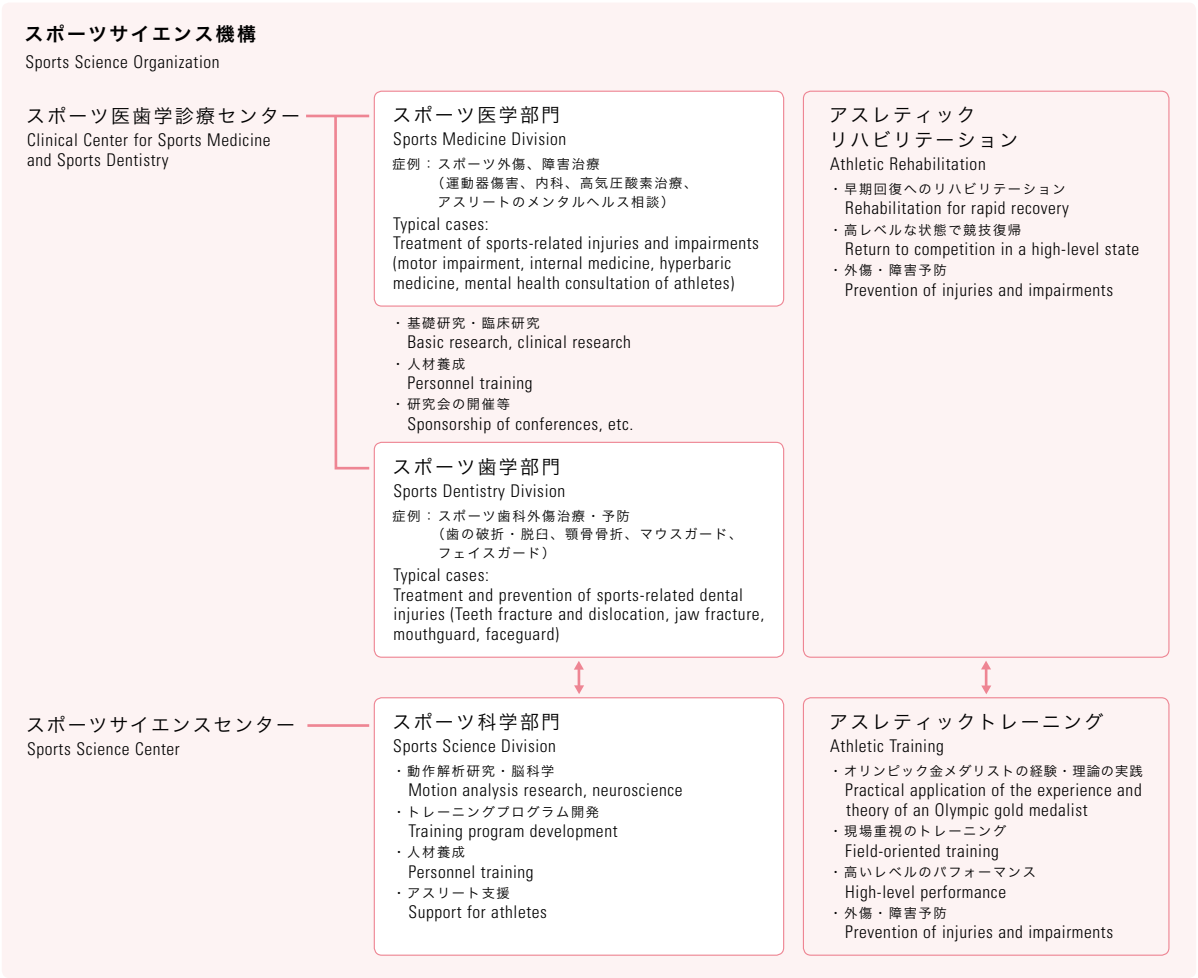 スポーツサイエンス機構
Sports Science Organization
スポーツ医歯学診療センター
Clinical Center for Sports Medicine
and Sports Dentistry
スポーツ医学部門
Sports Medicine Division
症例：スポーツ外傷、障害治療
（運動器傷害、内科、高気圧酸素治療、
アスリートのメンタルヘルス相談）
Typical cases:
Treatment of sports-related injuries and impairments
(motor impairment, internal medicine, hyperbaric
medicine, mental health consultation of athletes)
・基礎研究・臨床研究
Basic research, clinical research
・人材養成
Personnel training
・研究会の開催等
Sponsorship of conferences, etc.
スポーツ歯学部門
Sports Dentistry Division
症例：スポーツ歯科外傷治療・予防
（歯の破折・脱臼、顎骨骨折、マウスガード、
フェイスガード）
Typical cases:
Treatment and prevention of sports-related dental
injuries (Teeth fracture and dislocation, jaw fracture,
mouthguard, faceguard)
アスレティック
リハビリテーション
Athletic Rehabilitation
・早期回復へのリハビリテーション
Rehabilitation for rapid recovery
・高レベルな状態で競技復帰
Return to competition in a high-level state
・外傷・障害予防
Prevention of injuries and impairments
スポーツサイエンスセンター
Sports Science Center
スポーツ科学部門
Sports Science Division
・動作解析研究・脳科学
Motion analysis research, neuroscience
・トレーニングプログラム開発
Training program development
・人材養成
Personnel training
・アスリート支援
Support for athletes
アスレティックトレーニング
Athletic Training
・オリンピック金メダリストの経験・理論の実践
Practical application of the experience and
theory of an Olympic gold medalist
・現場重視のトレーニング
Field-oriented training
・高いレベルのパフォーマンス
High-level performance
・外傷・障害予防
Prevention of injuries and impairments